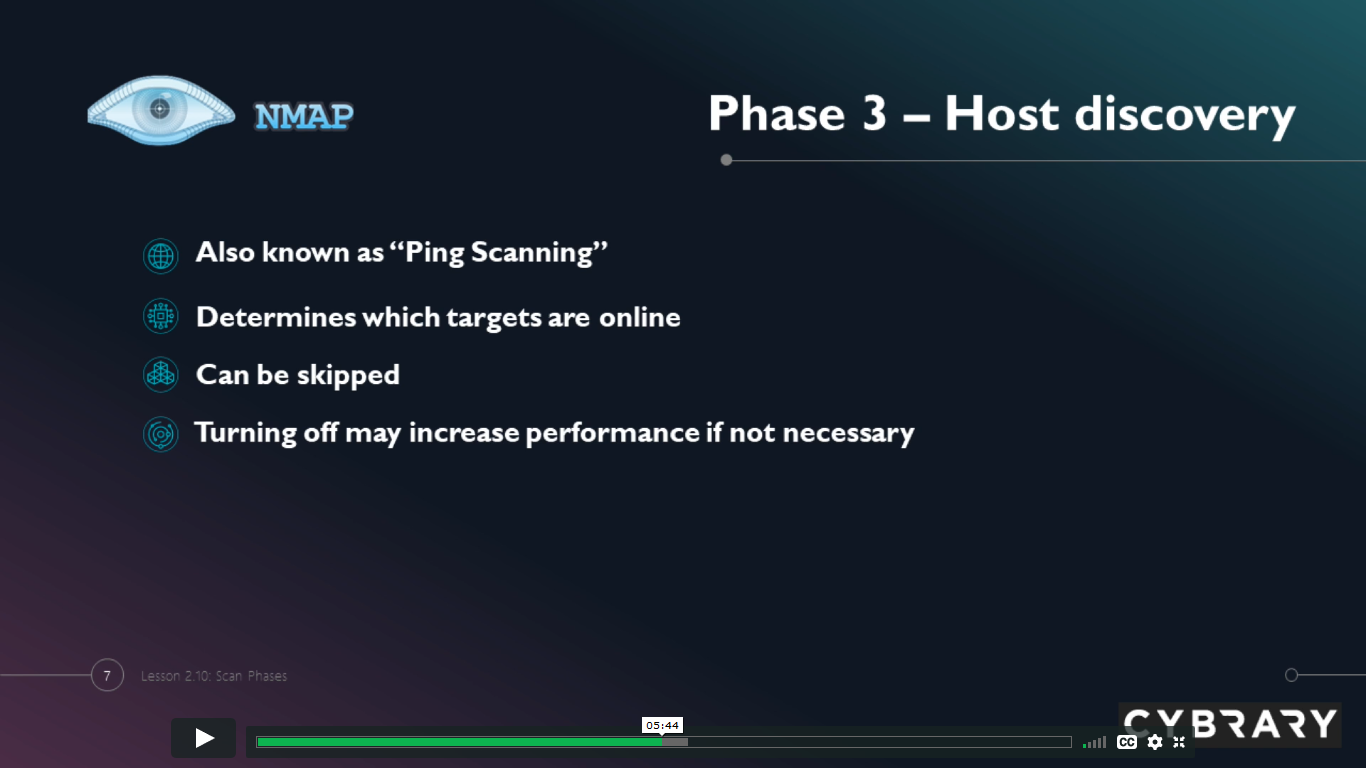 NMAP
Phase 3 – Host discovery
Also known as “Ping Scanning”
Determines which targets are online
Can be skipped
Turning off may increase performance if not necessary
7
Lesson 2.10: Scan Phases
05:44
CC
CYBRARY